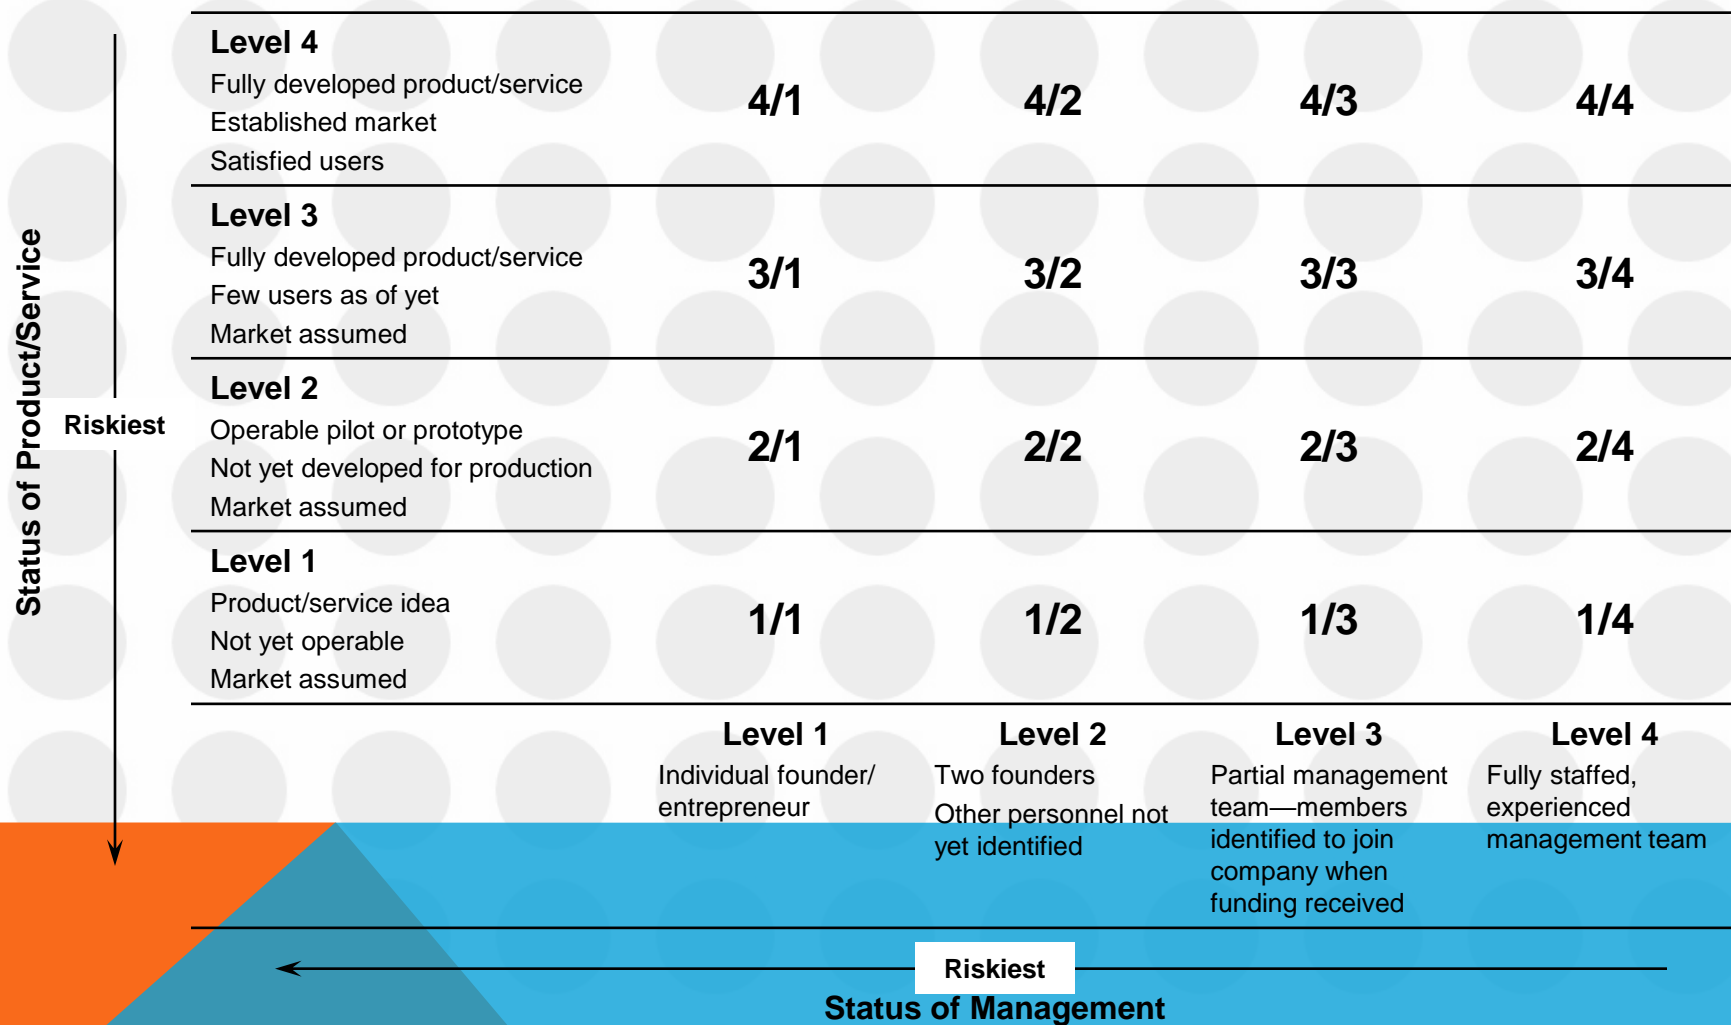 Status of Product/Service
Riskiest
Level 4
Fully developed product/service
Established market
Satisfied users
4/1
4/2
4/3
4/4
Level 3
Fully developed product/service
Few users as of yet
Market assumed
3/1
3/2
3/3
3/4
Level 2
Operable pilot or prototype
Not yet developed for production
Market assumed
2/1
2/2
2/3
2/4
Level 1
Product/service idea
Not yet operable
Market assumed
1/1
1/2
1/3
1/4
Level 1
Individual founder/
entrepreneur
Level 2
Two founders
Other personnel not
yet identified
Level 3
Partial management
team—members
identified to join
company when
funding received
Level 4
Fully staffed,
experienced
management team
Riskiest
Status of Management